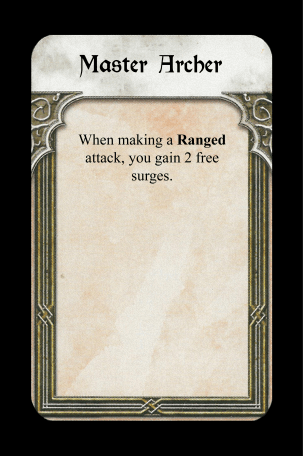 Master Archer
When making a Ranged
attack, you gain 2 free
surges.